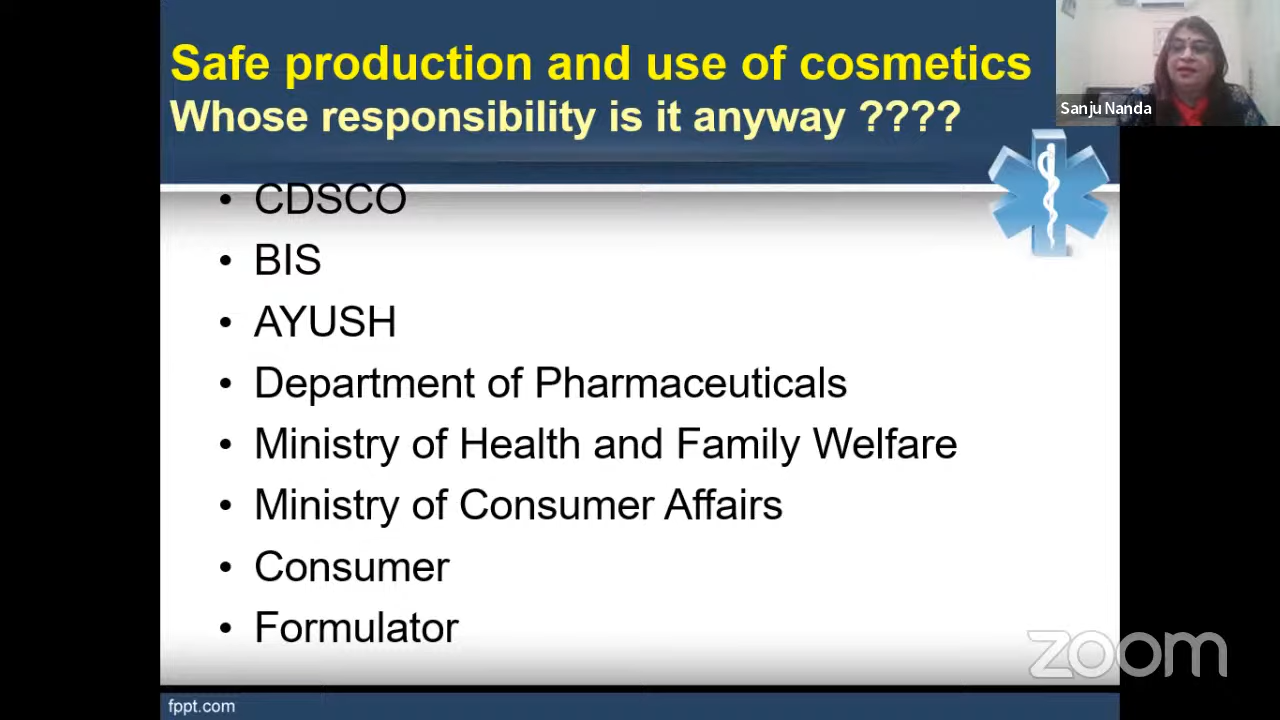 Safe production and use of cosmetics
Whose responsibility is it anyway ????
Sanju Nanda
• CDSCO
• BIS
• AYUSH
• Department of Pharmaceuticals
• Ministry of Health and Family Welfare
• Ministry of Consumer Affairs
• Consumer
• Formulator
zoom
fppt.com